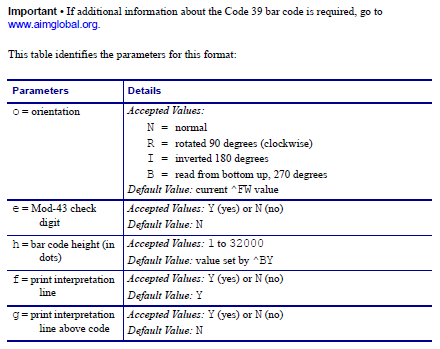 Important • If additional information about the Code 39 bar code is required, go to
www.aimglobal.org.
This table identifies the parameters for this format:
Parameters Details
o = orientation Accepted Values:
N = normal
R = rotated 90 degrees (clockwise)
I = inverted 180 degrees
B = read from bottom up, 270 degrees
Default Value: current ^FW value
e = Mod-43 check Accepted Values: Y (yes) or N (no)
digit Default Value: N
h = bar code height (in Accepted Values: 1 to 32000
dots) Default Value: value set by ^BY
f = print interpretation Accepted Values: Y (yes) or N (no)
line Default Value: Y
g = print interpretation Accepted Values: Y (yes) or N (no)
line above code Default Value: N